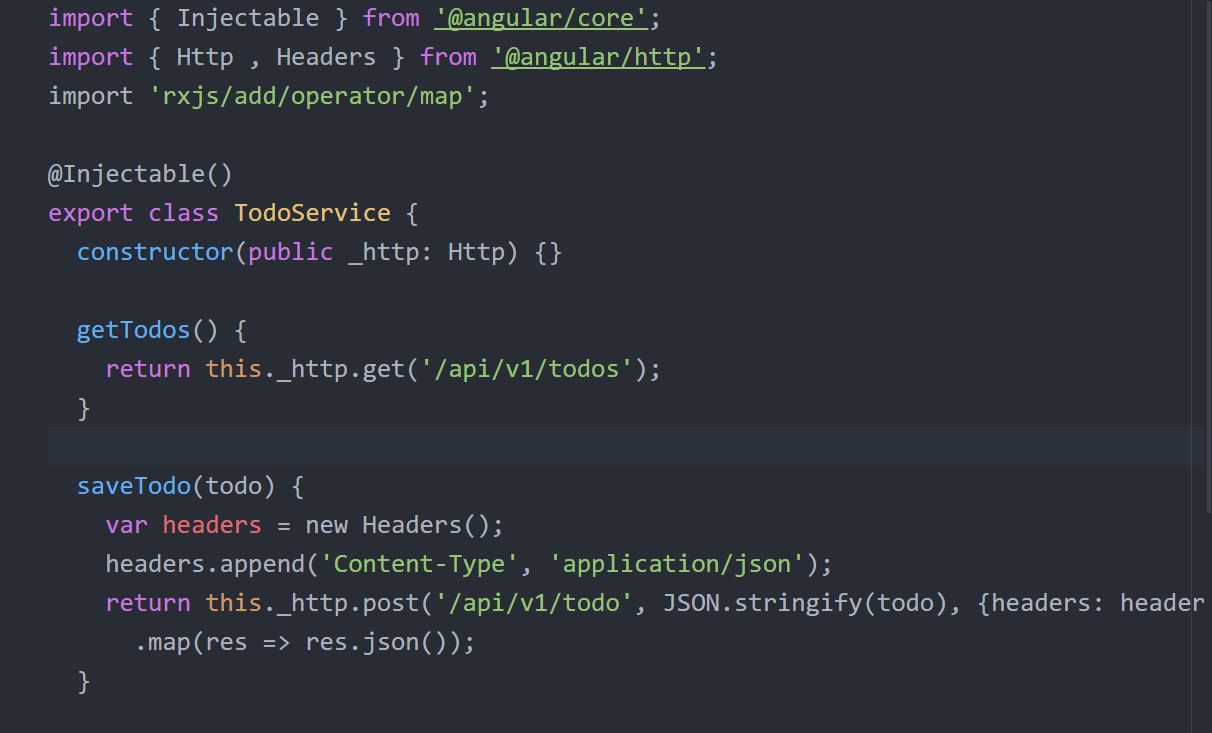 import { Injectable } from '@angular/core';
import { Http , Headers } from '@angular/http';
import 'rxjs/add/operator/map';
@Injectable()
export class TodoService {
constructor(public _http: Http) {}
getTodos() {
return this._http.get('/api/v1/todos');
}
saveTodo(todo) {
var headers = new Headers();
headers.append('Content-Type', 'application/json');
return this._http.post('/api/v1/todo', JSON.stringify(todo), {headers: header
.map(res => res.json());
}